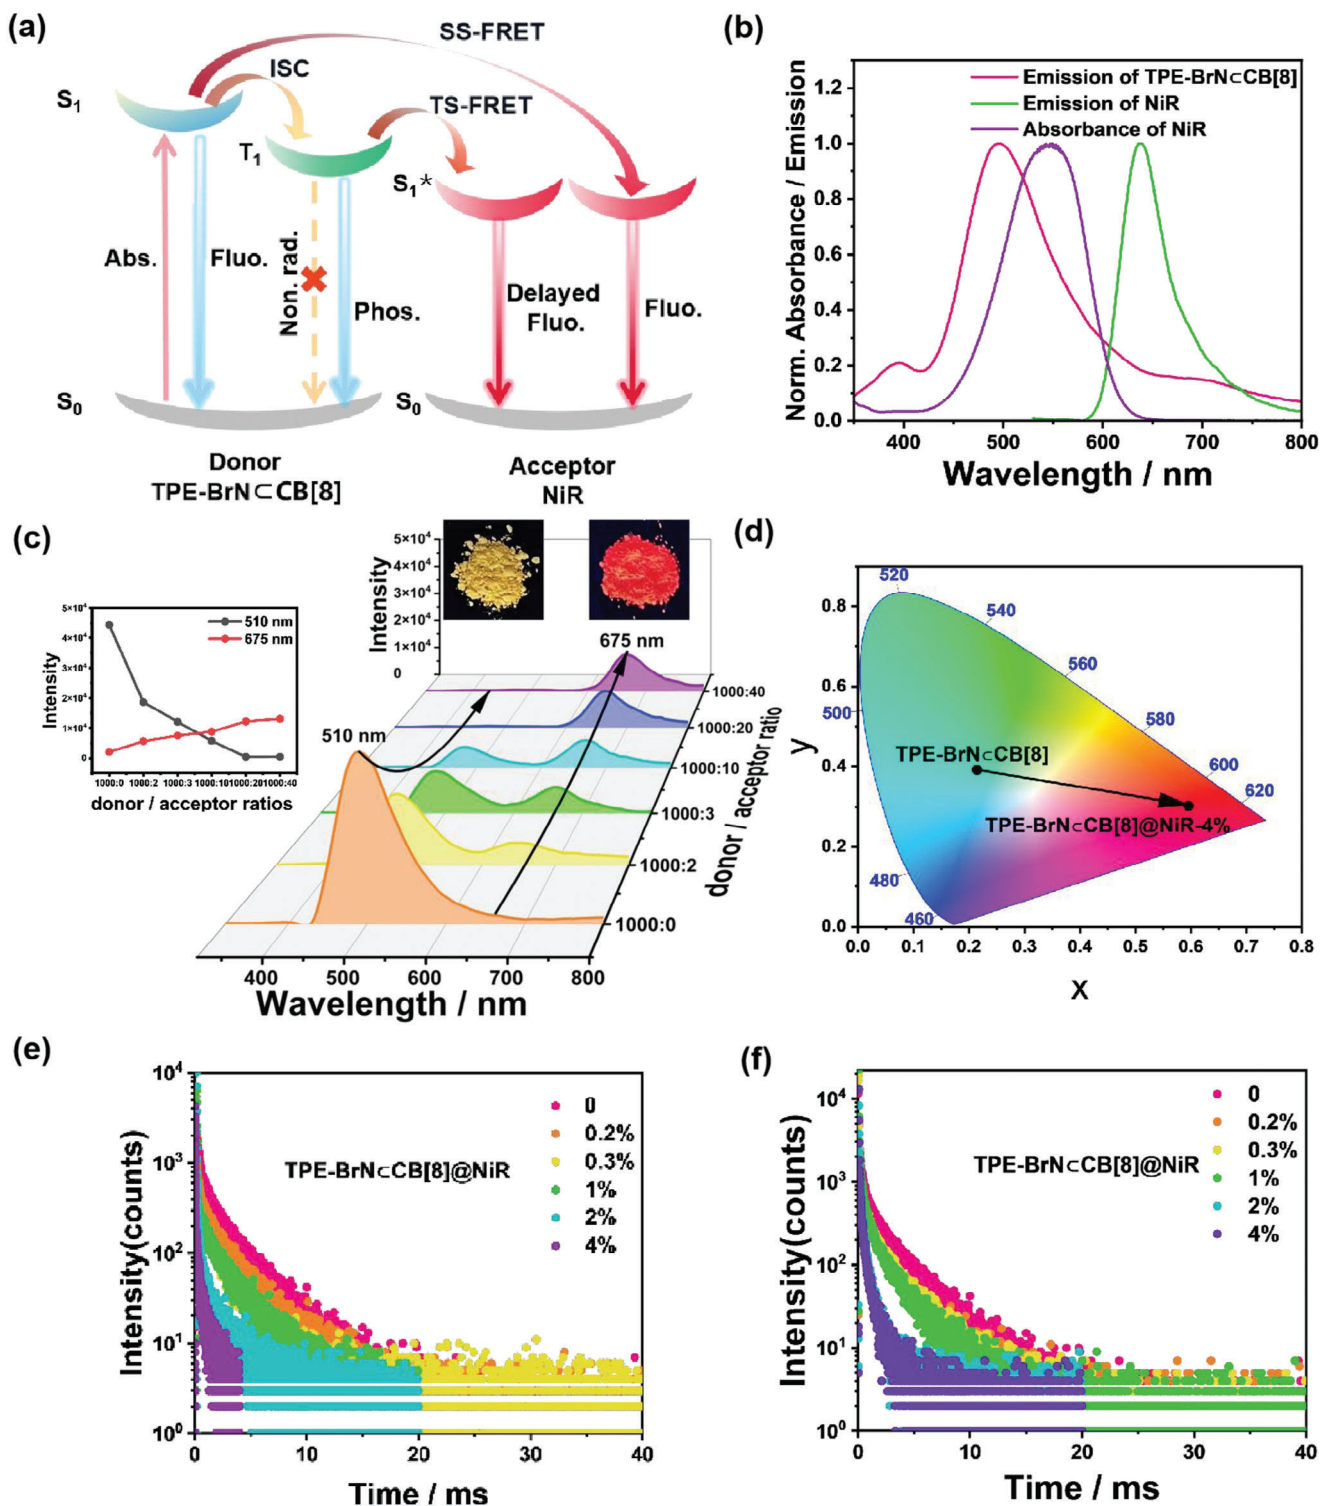 (a)
SS-FRET
ISC
TS-FRET
S1
T1
S1*
Abs.
Fluo.
Non. rad.
Phos.
Delayed
Fluo.
Fluo.
S0
S0
Donor
TPE-BrN⊂CB[8]
Acceptor
NiR
(b)
Norm. Absorbance / Emission
1.2
1.0
0.8
0.6
0.4
0.2
0.0
Emission of TPE-BrN⊂CB[8]
Emission of NiR
Absorbance of NiR
400 500 600 700 800
Wavelength / nm
(c)
Intensity
5×10⁴
4×10⁴
3×10⁴
2×10⁴
1×10⁴
0
510 nm
675 nm
1000:0 1000:2 1000:3 1000:10 1000:20 1000:40
donor / acceptor ratios
Intensity
5×10⁴
4×10⁴
3×10⁴
2×10⁴
1×10⁴
0
675 nm
510 nm
1000:40
1000:20
1000:10
1000:3
1000:2
1000:0
donor / acceptor ratio
400 500 600 700 800
Wavelength / nm
(d)
y
0.8
0.6
0.4
0.2
0.0
520
540
560
580
600
620
500
480
460
TPE-BrN⊂CB[8]
TPE-BrN⊂CB[8]@NiR-4%
0.0 0.1 0.2 0.3 0.4 0.5 0.6 0.7 0.8
X
(e)
Intensity(counts)
10⁴
10³
10²
10¹
10⁰
TPE-BrN⊂CB[8]@NiR
0
0.2%
0.3%
1%
2%
4%
0 10 20 30 40
Time / ms
(f)
Intensity(counts)
10⁴
10³
10²
10¹
10⁰
TPE-BrN⊂CB[8]@NiR
0
0.2%
0.3%
1%
2%
4%
0 10 20 30 40
Time / ms